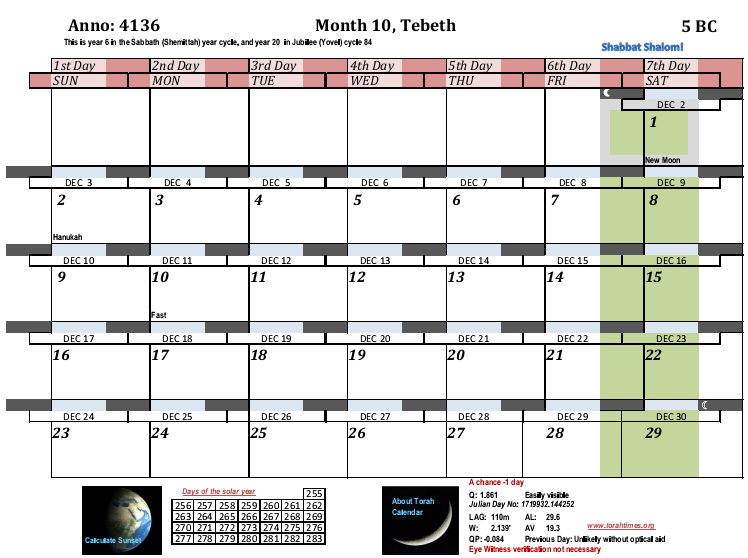 Anno: 4136 Month 10, Tebeth 5 BC
This is year 6 in the Sabbath (Shemittah) year cycle, and year 20 in Jubilee (Yovel) cycle 84
Shabbat Shalom!
1st Day 2nd Day 3rd Day 4th Day 5th Day 6th Day 7th Day
SUN MON TUE WED THU FRI SAT
DEC 2
1
New Moon
DEC 3 DEC 4 DEC 5 DEC 6 DEC 7 DEC 8 DEC 9
2 3 4 5 6 7 8
Hanukah
DEC 10 DEC 11 DEC 12 DEC 13 DEC 14 DEC 15 DEC 16
9 10 11 12 13 14 15
Fast
DEC 17 DEC 18 DEC 19 DEC 20 DEC 21 DEC 22 DEC 23
16 17 18 19 20 21 22
DEC 24 DEC 25 DEC 26 DEC 27 DEC 28 DEC 29 DEC 30
23 24 25 26 27 28 29
Calculate Sunset
Days of the solar year
255
256 257 258 259 260 261 262
263 264 265 266 267 268 269
270 271 272 273 274 275 276
277 278 279 280 281 282 283
About Torah
Calendar
A chance -1 day
Q: 1.861 Easilly visible
Julian Day No: 1719932.144252
LAG: 110m AL: 29.6
W: 2.139' AV 19.3
www.torahtimes.org
QP: -0.084 Previous Day: Unlikely without optical aid
Eye Witness verification not necessary